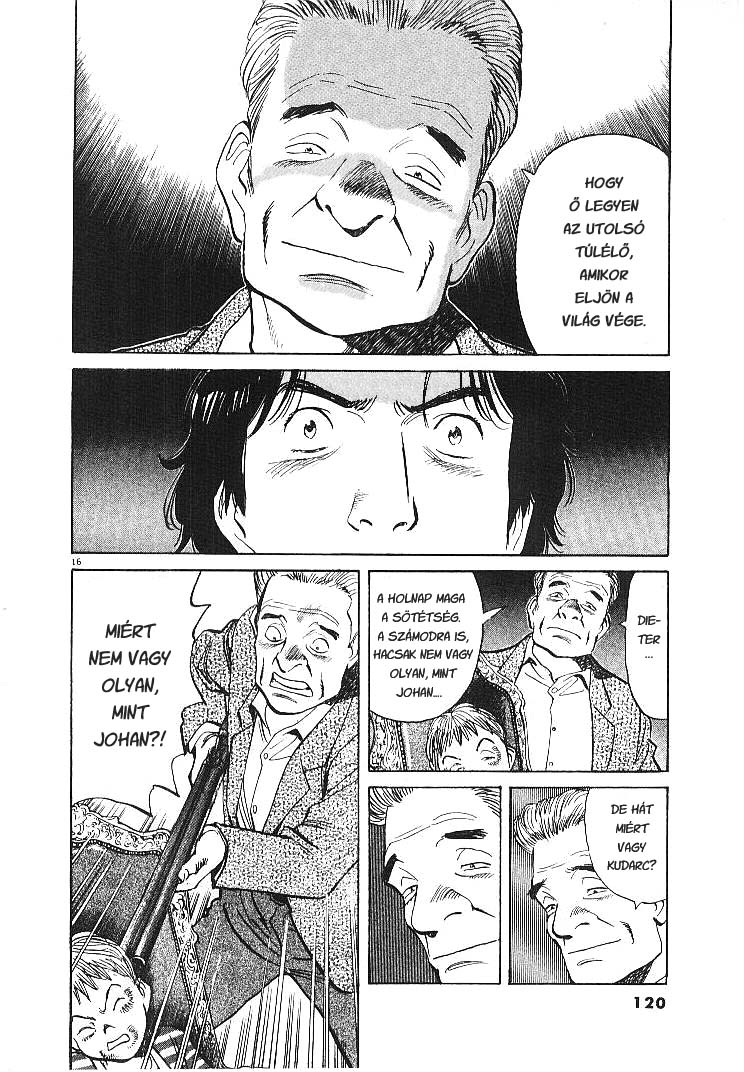 HOGY
Ő LEGYEN
AZ UTOLSÓ
TÚLÉLŐ,
AMIKOR
ELJÖN A
VILÁG VÉGE.
16
DIE-
TER
...
A HOLNAP MAGA
A SÖTÉTSÉG.
A SZÁMODRA IS,
HACSAK NEM VAGY
OLYAN, MINT
JOHAN...
DE HÁT
MIÉRT
VAGY
KUDARC?
MIÉRT
NEM VAGY
OLYAN,
MINT
JOHAN?!
120